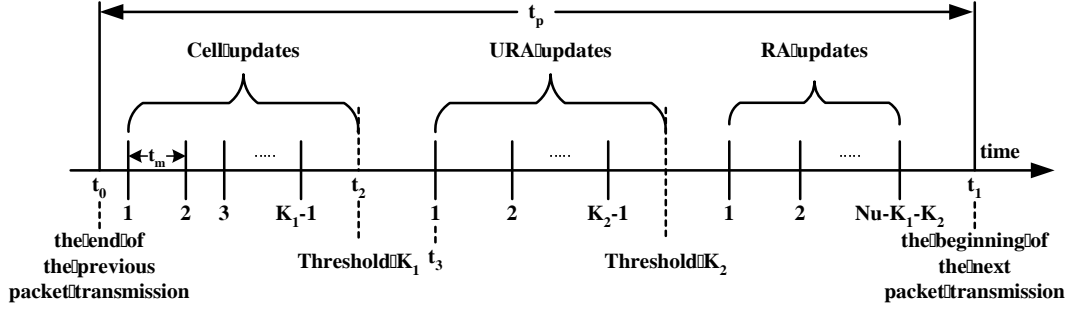 t_p
Cell updates URA updates RA updates
t_m ..... ..... ..... time
t_0 t_2 t_1
1 2 3 K_1-1 1 2 K_2-1 1 2 Nu-K_1-K_2
the end of
the previous
packet transmission
Threshold K_1 t_3 Threshold K_2
the beginning of
the next
packet transmission